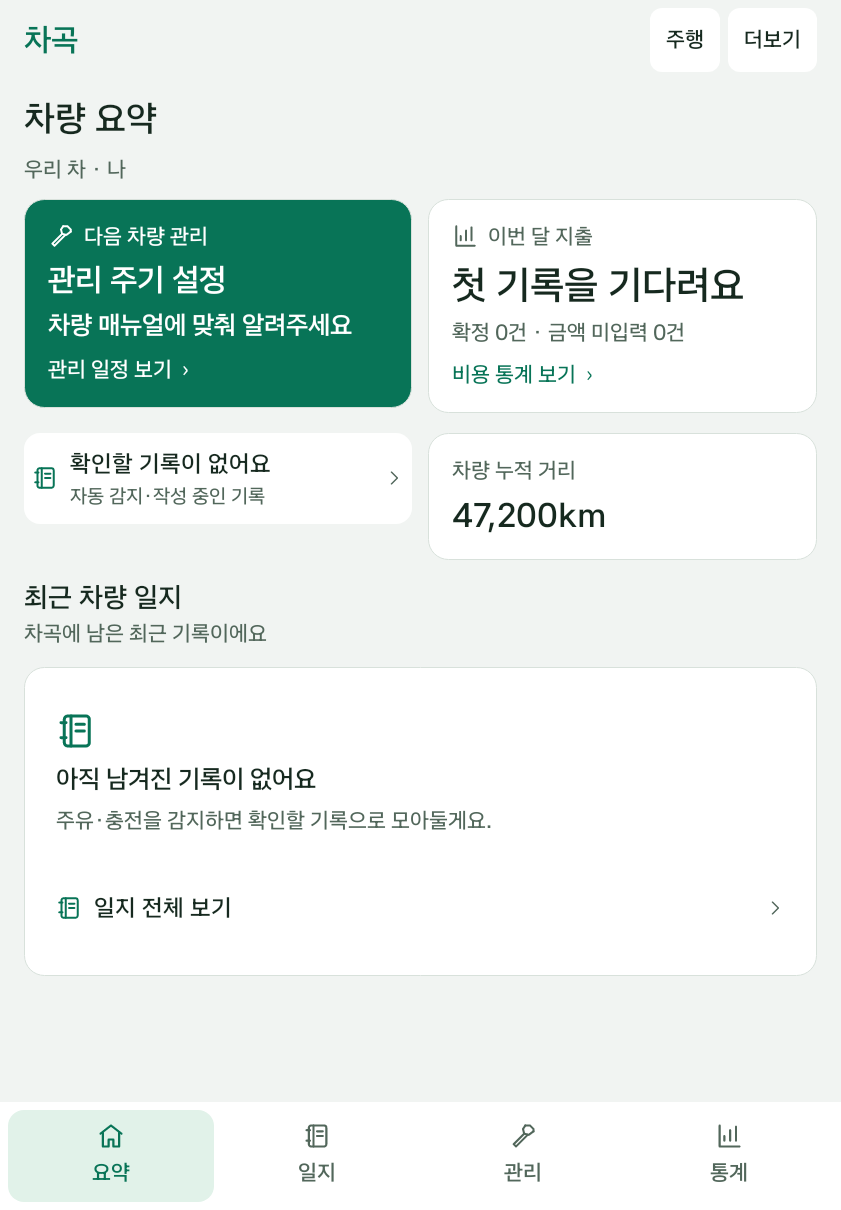 차곡
주행
더보기
차량 요약
우리 차 · 나
다음 차량 관리
관리 주기 설정
차량 매뉴얼에 맞춰 알려주세요
관리 일정 보기 ›
이번 달 지출
첫 기록을 기다려요
확정 0건 · 금액 미입력 0건
비용 통계 보기 ›
확인할 기록이 없어요
자동 감지·작성 중인 기록
차량 누적 거리
47,200km
최근 차량 일지
차곡에 남은 최근 기록이에요
아직 남겨진 기록이 없어요
주유·충전을 감지하면 확인할 기록으로 모아둘게요.
일지 전체 보기
요약
일지
관리
통계